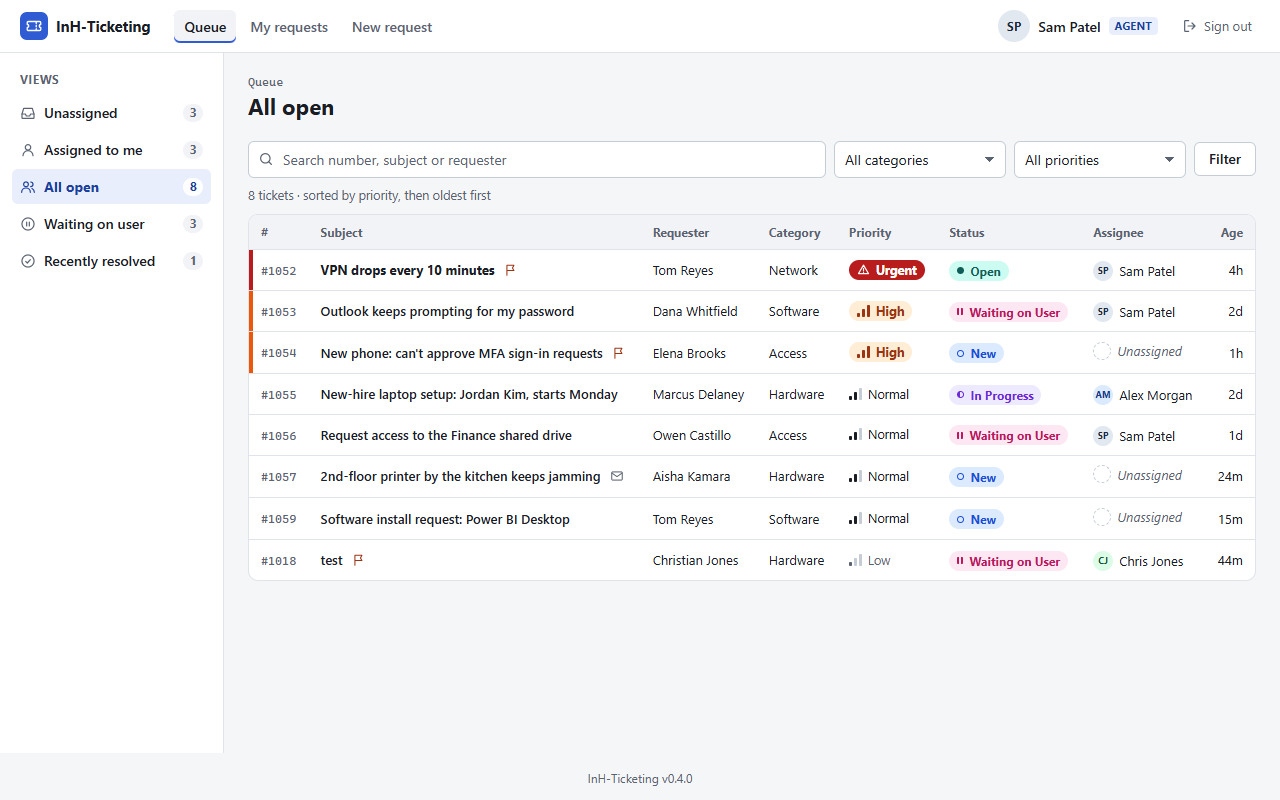 InH-Ticketing Queue My requests New request SP Sam Patel AGENT Sign out
VIEWS
Unassigned 3
Assigned to me 3
All open 8
Waiting on user 3
Recently resolved 1
Queue
All open
Search number, subject or requester All categories All priorities Filter
8 tickets · sorted by priority, then oldest first
# Subject Requester Category Priority Status Assignee Age
#1052 VPN drops every 10 minutes Tom Reyes Network Urgent Open SP Sam Patel 4h
#1053 Outlook keeps prompting for my password Dana Whitfield Software High Waiting on User SP Sam Patel 2d
#1054 New phone: can't approve MFA sign-in requests Elena Brooks Access High New Unassigned 1h
#1055 New-hire laptop setup: Jordan Kim, starts Monday Marcus Delaney Hardware Normal In Progress AM Alex Morgan 2d
#1056 Request access to the Finance shared drive Owen Castillo Access Normal Waiting on User SP Sam Patel 1d
#1057 2nd-floor printer by the kitchen keeps jamming Aisha Kamara Hardware Normal New Unassigned 24m
#1059 Software install request: Power BI Desktop Tom Reyes Software Normal New Unassigned 15m
#1018 test Christian Jones Hardware Low Waiting on User CJ Chris Jones 44m
InH-Ticketing v0.4.0